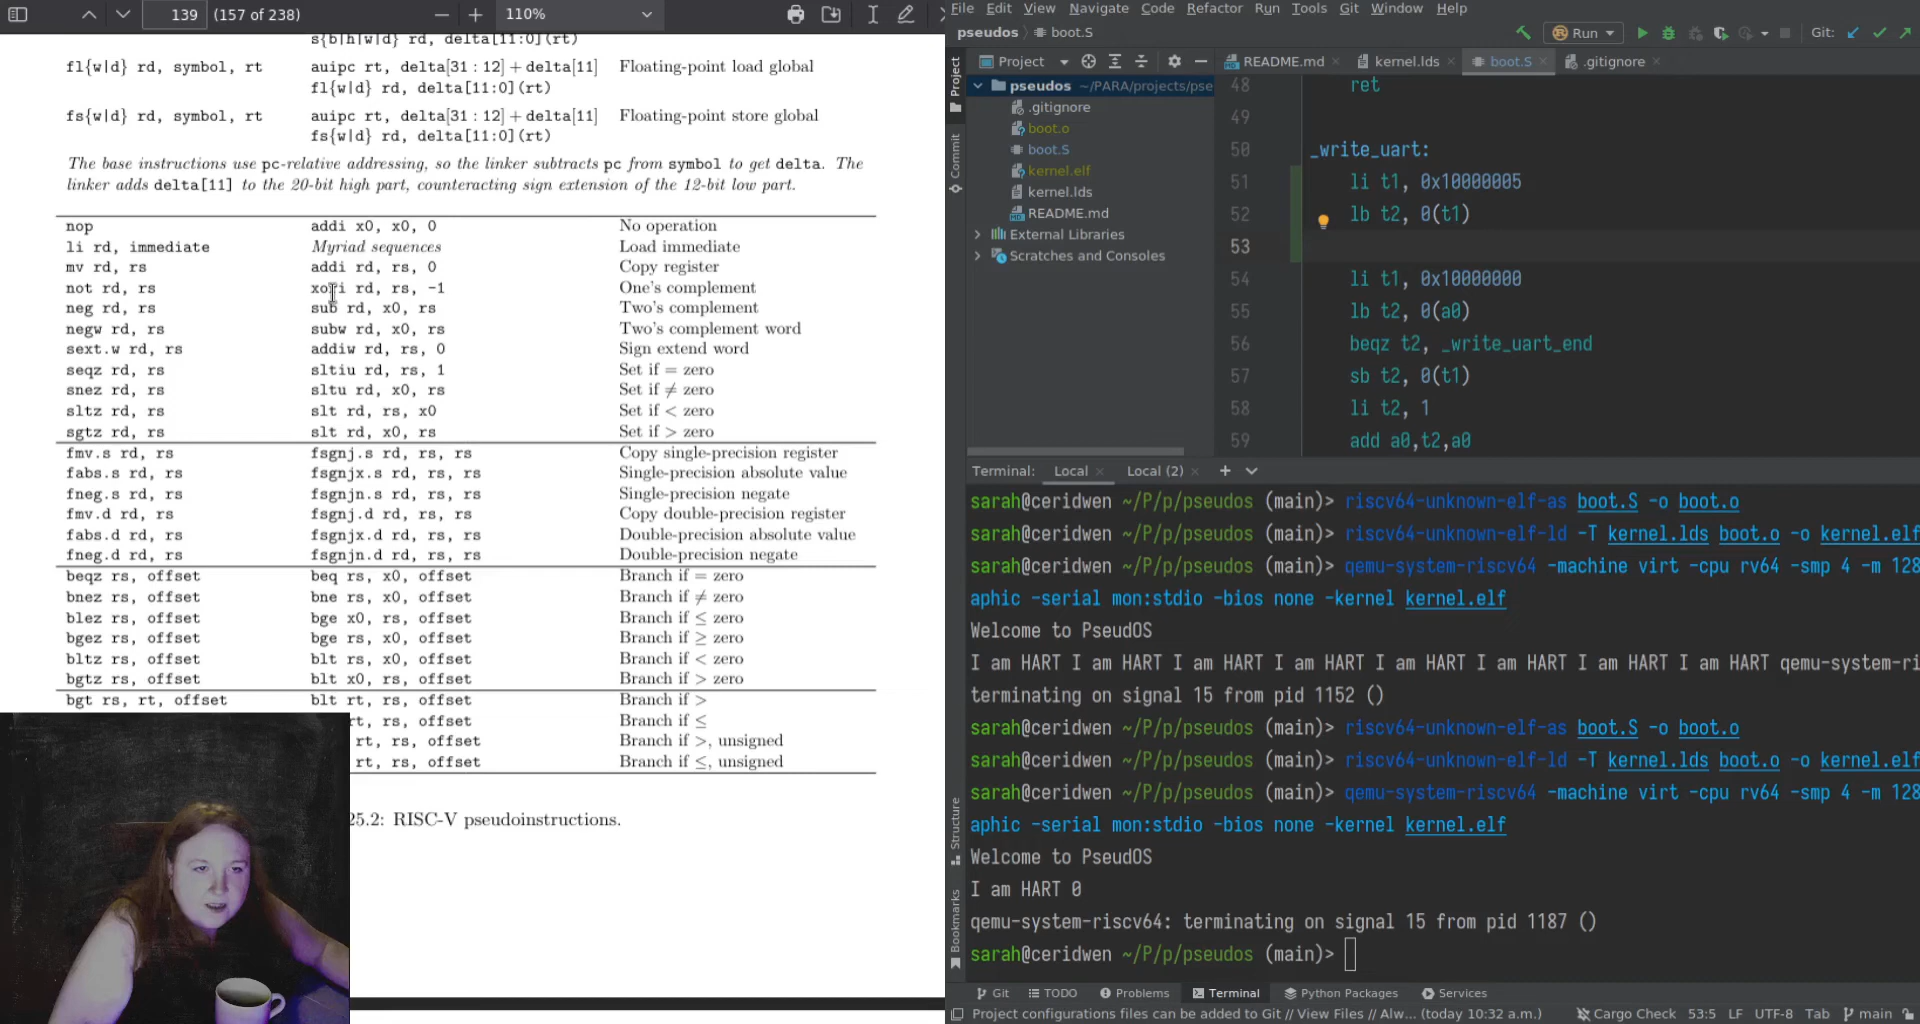 139 (157 of 238) 110%
s{b|h|w|d} rd, delta[11:0](rt)
fl{w|d} rd, symbol, rt auipc rt, delta[31 : 12] + delta[11] Floating-point load global
fl{w|d} rd, delta[11:0](rt)
fs{w|d} rd, symbol, rt auipc rt, delta[31 : 12] + delta[11] Floating-point store global
fs{w|d} rd, delta[11:0](rt)
The base instructions use pc-relative addressing, so the linker subtracts pc from symbol to get delta. The
linker adds delta[11] to the 20-bit high part, counteracting sign extension of the 12-bit low part.
nop addi x0, x0, 0 No operation
li rd, immediate Myriad sequences Load immediate
mv rd, rs addi rd, rs, 0 Copy register
not rd, rs xori rd, rs, -1 One's complement
neg rd, rs sub rd, x0, rs Two's complement
negw rd, rs subw rd, x0, rs Two's complement word
sext.w rd, rs addiw rd, rs, 0 Sign extend word
seqz rd, rs sltiu rd, rs, 1 Set if = zero
snez rd, rs sltu rd, x0, rs Set if ≠ zero
sltz rd, rs slt rd, rs, x0 Set if < zero
sgtz rd, rs slt rd, x0, rs Set if > zero
fmv.s rd, rs fsgnj.s rd, rs, rs Copy single-precision register
fabs.s rd, rs fsgnjx.s rd, rs, rs Single-precision absolute value
fneg.s rd, rs fsgnjn.s rd, rs, rs Single-precision negate
fmv.d rd, rs fsgnj.d rd, rs, rs Copy double-precision register
fabs.d rd, rs fsgnjx.d rd, rs, rs Double-precision absolute value
fneg.d rd, rs fsgnjn.d rd, rs, rs Double-precision negate
beqz rs, offset beq rs, x0, offset Branch if = zero
bnez rs, offset bne rs, x0, offset Branch if ≠ zero
blez rs, offset bge x0, rs, offset Branch if ≤ zero
bgez rs, offset bge rs, x0, offset Branch if ≥ zero
bltz rs, offset blt rs, x0, offset Branch if < zero
bgtz rs, offset blt x0, rs, offset Branch if > zero
bgt rs, rt, offset blt rt, rs, offset Branch if >
rt, rs, offset Branch if ≤
rt, rs, offset Branch if >, unsigned
rt, rs, offset Branch if ≤, unsigned
25.2: RISC-V pseudoinstructions.
File Edit View Navigate Code Refactor Run Tools Git Window Help
pseudos boot.S Run Git:
Project README.md kernel.lds boot.S .gitignore
Project
Commit
pseudos ~/PARA/projects/pse
.gitignore
boot.o
boot.S
kernel.elf
kernel.lds
README.md
External Libraries
Scratches and Consoles
48 ret
49
50 _write_uart:
51 li t1, 0x10000005
52 lb t2, 0(t1)
53
54 li t1, 0x10000000
55 lb t2, 0(a0)
56 beqz t2, _write_uart_end
57 sb t2, 0(t1)
58 li t2, 1
59 add a0,t2,a0
Terminal: Local Local (2)
sarah@ceridwen ~/P/p/pseudos (main)> riscv64-unknown-elf-as boot.S -o boot.o
sarah@ceridwen ~/P/p/pseudos (main)> riscv64-unknown-elf-ld -T kernel.lds boot.o -o kernel.elf
sarah@ceridwen ~/P/p/pseudos (main)> qemu-system-riscv64 -machine virt -cpu rv64 -smp 4 -m 128
aphic -serial mon:stdio -bios none -kernel kernel.elf
Welcome to PseudOS
I am HART I am HART I am HART I am HART I am HART I am HART I am HART I am HART qemu-system-ri
terminating on signal 15 from pid 1152 ()
sarah@ceridwen ~/P/p/pseudos (main)> riscv64-unknown-elf-as boot.S -o boot.o
sarah@ceridwen ~/P/p/pseudos (main)> riscv64-unknown-elf-ld -T kernel.lds boot.o -o kernel.elf
sarah@ceridwen ~/P/p/pseudos (main)> qemu-system-riscv64 -machine virt -cpu rv64 -smp 4 -m 128
aphic -serial mon:stdio -bios none -kernel kernel.elf
Welcome to PseudOS
I am HART 0
qemu-system-riscv64: terminating on signal 15 from pid 1187 ()
sarah@ceridwen ~/P/p/pseudos (main)>
Structure
Bookmarks
Git TODO Problems Terminal Python Packages Services
Project configurations files can be added to Git // View Files // Alw... (today 10:32 a.m.) Cargo Check 53:5 LF UTF-8 Tab main